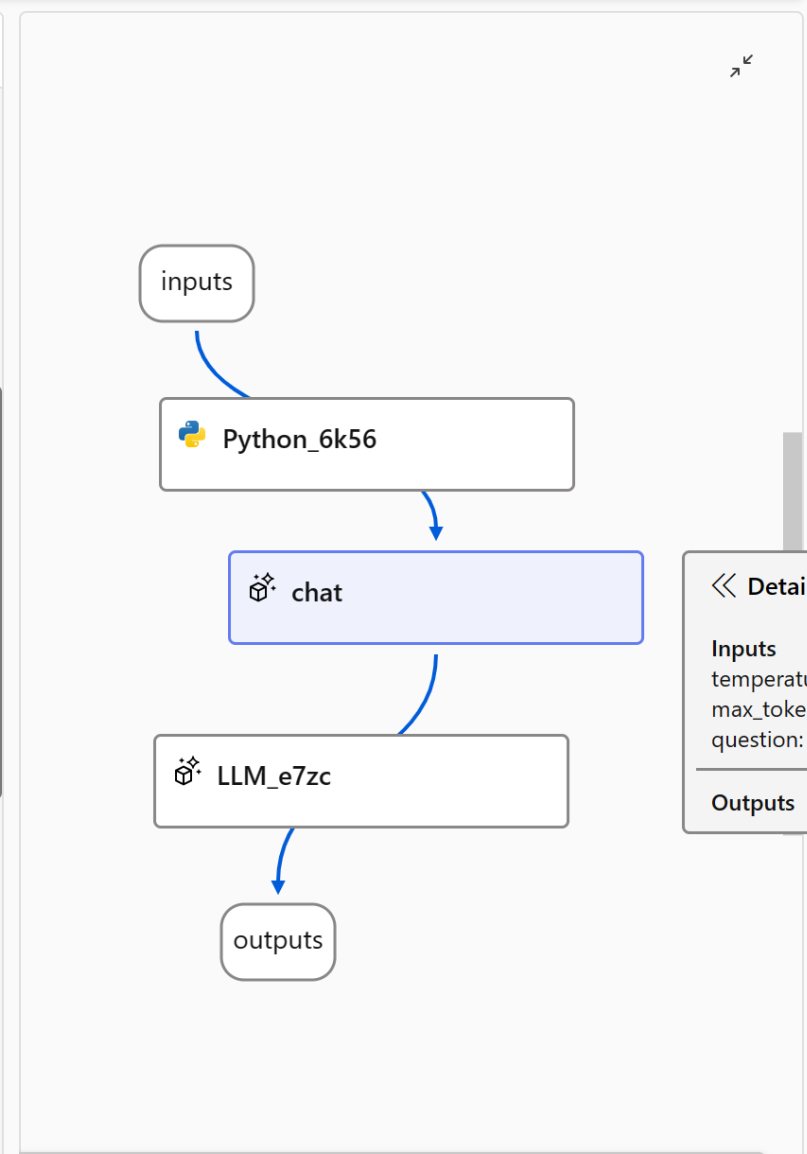 inputs
Python_6k56
chat
LLM_e7zc
outputs
Detai
Inputs
temperatu
max_toke
question:
Outputs